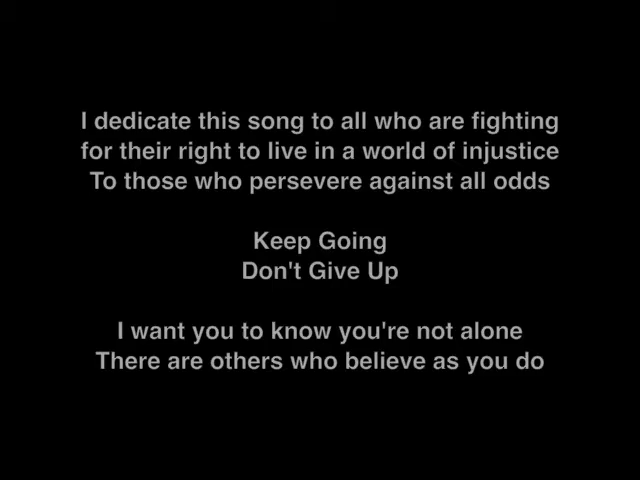 I dedicate this song to all who are fighting
for their right to live in a world of injustice
To those who persevere against all odds
Keep Going
Don't Give Up
I want you to know you're not alone
There are others who believe as you do